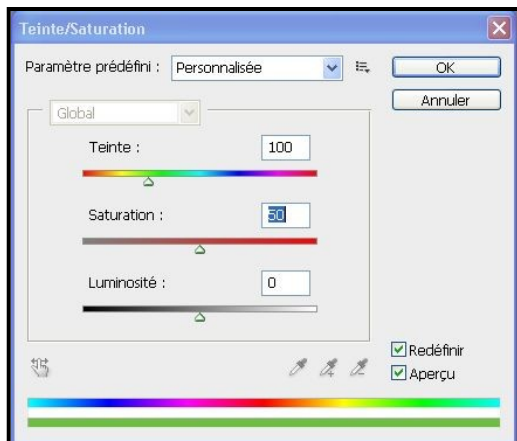 Teinte/Saturation
Paramètre prédéfini : Personnalisée
OK
Annuler
Global
Teinte : 100
Saturation : 50
Luminosité : 0
Redéfinir
Aperçu